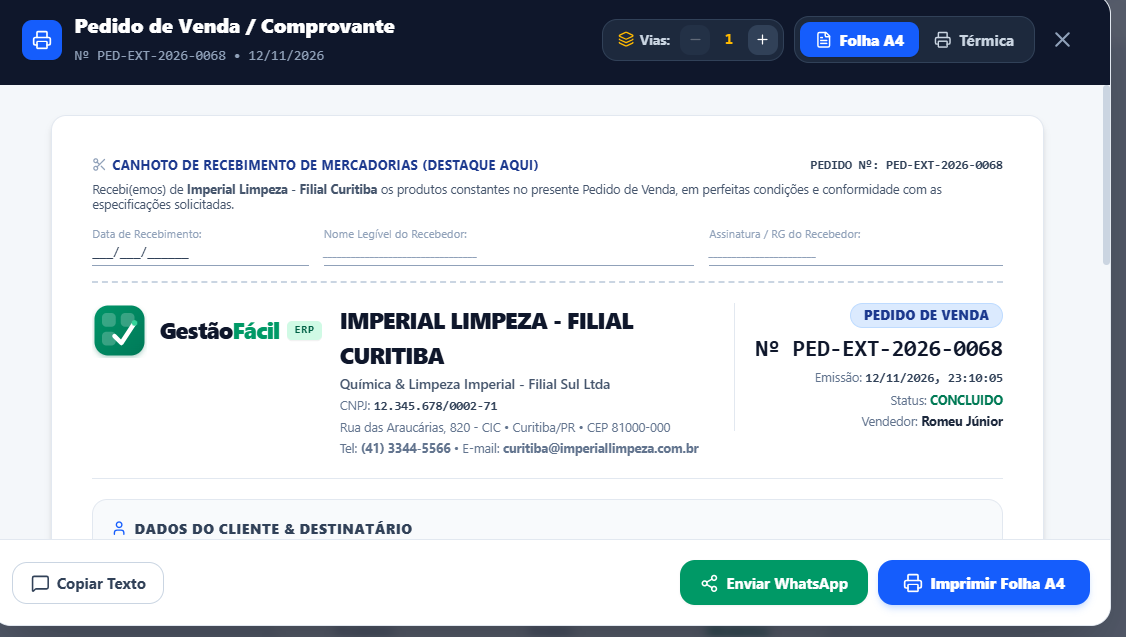 Pedido de Venda / Comprovante
Nº PED-EXT-2026-0068 • 12/11/2026
Vias: − 1 +
Folha A4
Térmica
CANHOTO DE RECEBIMENTO DE MERCADORIAS (DESTAQUE AQUI)
PEDIDO Nº: PED-EXT-2026-0068
Recebi(emos) de Imperial Limpeza - Filial Curitiba os produtos constantes no presente Pedido de Venda, em perfeitas condições e conformidade com as
especificações solicitadas.
Data de Recebimento:
___/___/______
Nome Legível do Recebedor:
Assinatura / RG do Recebedor:
GestãoFácil ERP
IMPERIAL LIMPEZA - FILIAL
CURITIBA
Química & Limpeza Imperial - Filial Sul Ltda
CNPJ: 12.345.678/0002-71
Rua das Araucárias, 820 - CIC • Curitiba/PR • CEP 81000-000
Tel: (41) 3344-5566 • E-mail: curitiba@imperiallimpeza.com.br
PEDIDO DE VENDA
Nº PED-EXT-2026-0068
Emissão: 12/11/2026, 23:10:05
Status: CONCLUIDO
Vendedor: Romeu Júnior
DADOS DO CLIENTE & DESTINATÁRIO
Copiar Texto
Enviar WhatsApp
Imprimir Folha A4